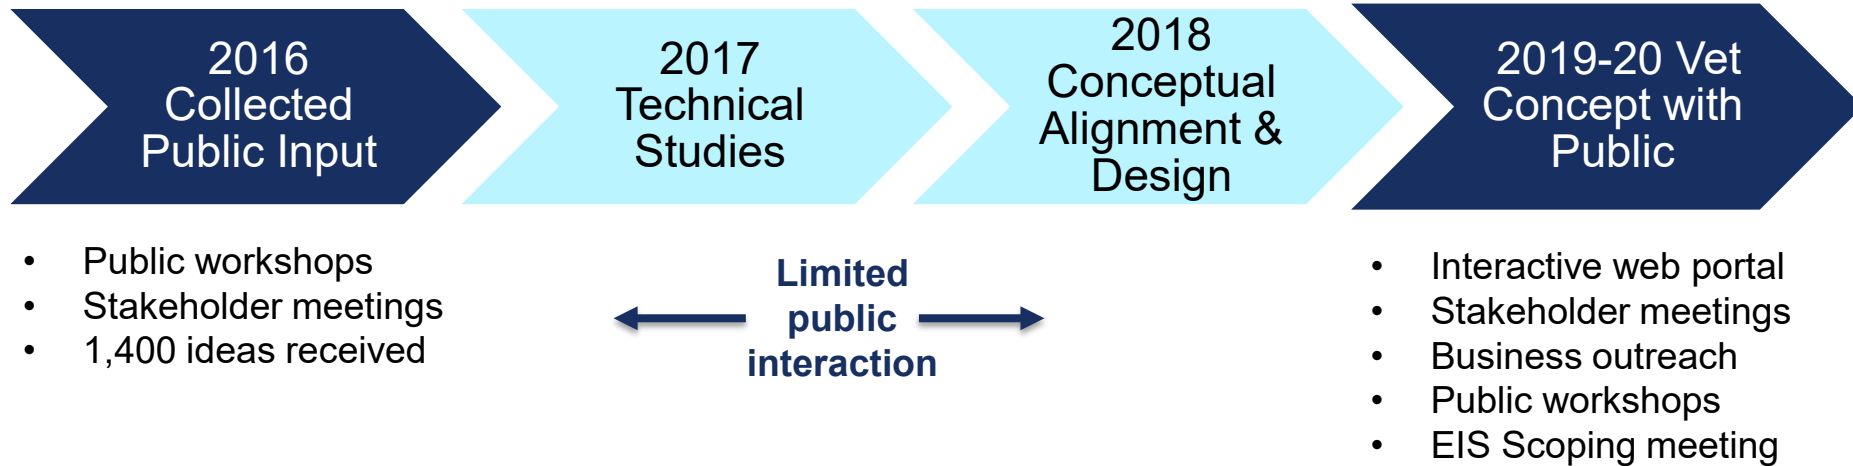 2016
Collected
Public Input
2017
Technical
Studies
2018
Conceptual
Alignment &
Design
2019-20 Vet
Concept with
Public
• Public workshops
• Stakeholder meetings
• 1,400 ideas received
Limited
public
interaction
• Interactive web portal
• Stakeholder meetings
• Business outreach
• Public workshops
• EIS Scoping meeting